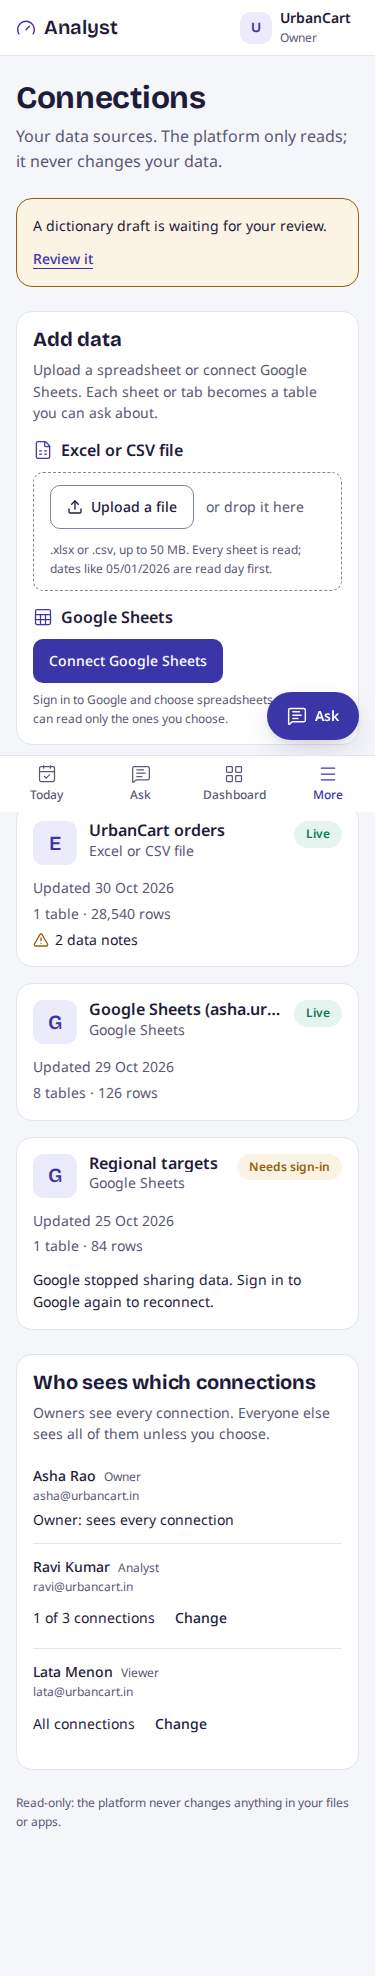 Analyst
U
UrbanCart
Owner
Connections
Your data sources. The platform only reads;
it never changes your data.
A dictionary draft is waiting for your review.
Review it
Add data
Upload a spreadsheet or connect Google
Sheets. Each sheet or tab becomes a table
you can ask about.
Excel or CSV file
Upload a file
or drop it here
.xlsx or .csv, up to 50 MB. Every sheet is read;
dates like 05/01/2026 are read day first.
Google Sheets
Connect Google Sheets
Sign in to Google and choose spreadsheets
can read only the ones you choose.
Ask
Today
Ask
Dashboard
More
E
UrbanCart orders
Live
Excel or CSV file
Updated 30 Oct 2026
1 table · 28,540 rows
2 data notes
G
Google Sheets (asha.ur...
Live
Google Sheets
Updated 29 Oct 2026
8 tables · 126 rows
G
Regional targets
Needs sign-in
Google Sheets
Updated 25 Oct 2026
1 table · 84 rows
Google stopped sharing data. Sign in to
Google again to reconnect.
Who sees which connections
Owners see every connection. Everyone else
sees all of them unless you choose.
Asha Rao Owner
asha@urbancart.in
Owner: sees every connection
Ravi Kumar Analyst
ravi@urbancart.in
1 of 3 connections Change
Lata Menon Viewer
lata@urbancart.in
All connections Change
Read-only: the platform never changes anything in your files
or apps.